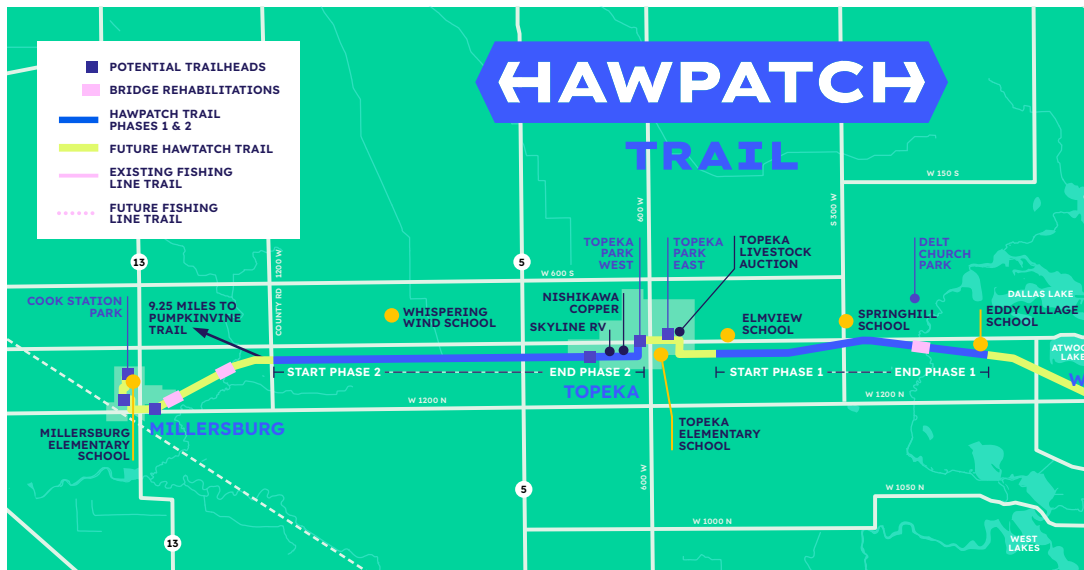 POTENTIAL TRAILHEADS
BRIDGE REHABILITATIONS
HAWPATCH TRAIL
PHASES 1 & 2
FUTURE HAWTATCH TRAIL
EXISTING FISHING
LINE TRAIL
FUTURE FISHING
LINE TRAIL
HAWPATCH
TRAIL
W 150 S
S 300 W
600 W
COUNTY RD 1200 W
13
5
W 600 S
TOPEKA
PARK
WEST
TOPEKA
PARK
EAST
TOPEKA
LIVESTOCK
AUCTION
DELT
CHURCH
PARK
COOK STATION
PARK
9.25 MILES TO
PUMPKINVINE
TRAIL
WHISPERING
WIND SCHOOL
NISHIKAWA
COPPER
SKYLINE RV
ELMVIEW
SCHOOL
SPRINGHILL
SCHOOL
DALLAS LAKE
EDDY VILLAGE
SCHOOL
ATWOO
LAKE
START PHASE 2
END PHASE 2
START PHASE 1
END PHASE 1
W
TOPEKA
W 1200 N
W 1200 N
MILLERSBURG
MILLERSBURG
ELEMENTARY
SCHOOL
TOPEKA
ELEMENTARY
SCHOOL
600 W
5
W 1050 N
W 1000 N
13
WEST
LAKES